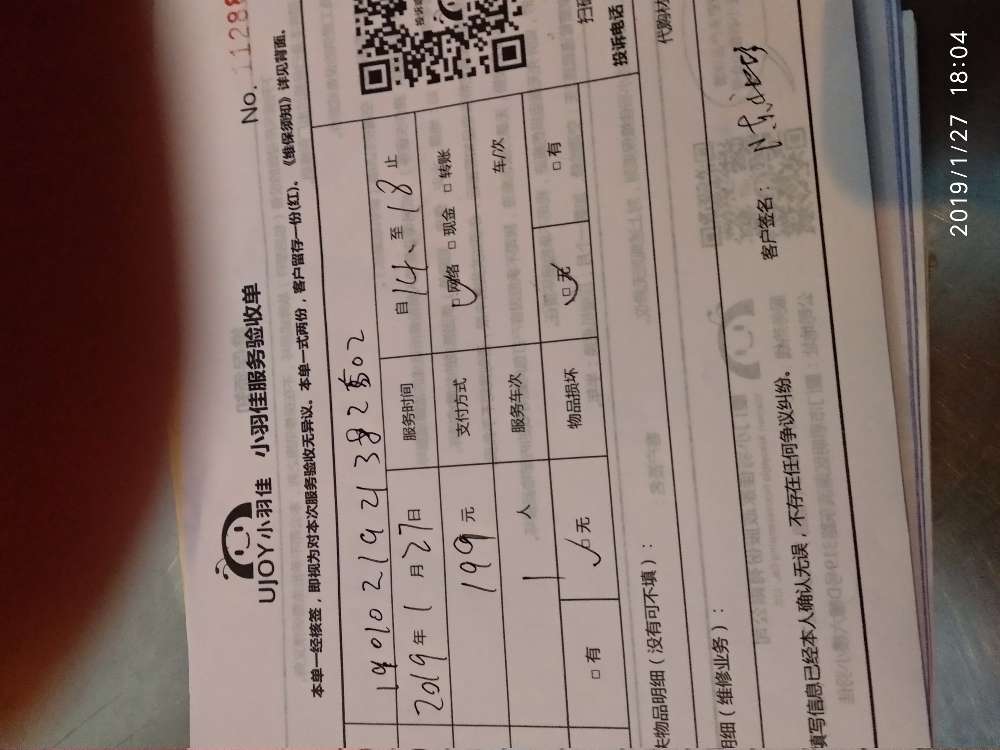 No. 11288
UJOY小羽佳 小羽佳服务验收单
本单一经核签，即视为对本次服务验收无异议。本单一式两份，客户留存一份(红)。《维保须知》详见背面。
2019年1月27日 服务时间 自14、至18止
199元 支付方式 □网络 □现金 □转账
1人 服务车次 车/次
□有 □无 物品损坏 □无 □有
失物品明细（没有可不填）：
扫码
投诉电话
明细（维修业务）：
代购材
填写信息已经本人确认无误，不存在任何争议纠纷。 客户签名：
2019/1/27 18:04